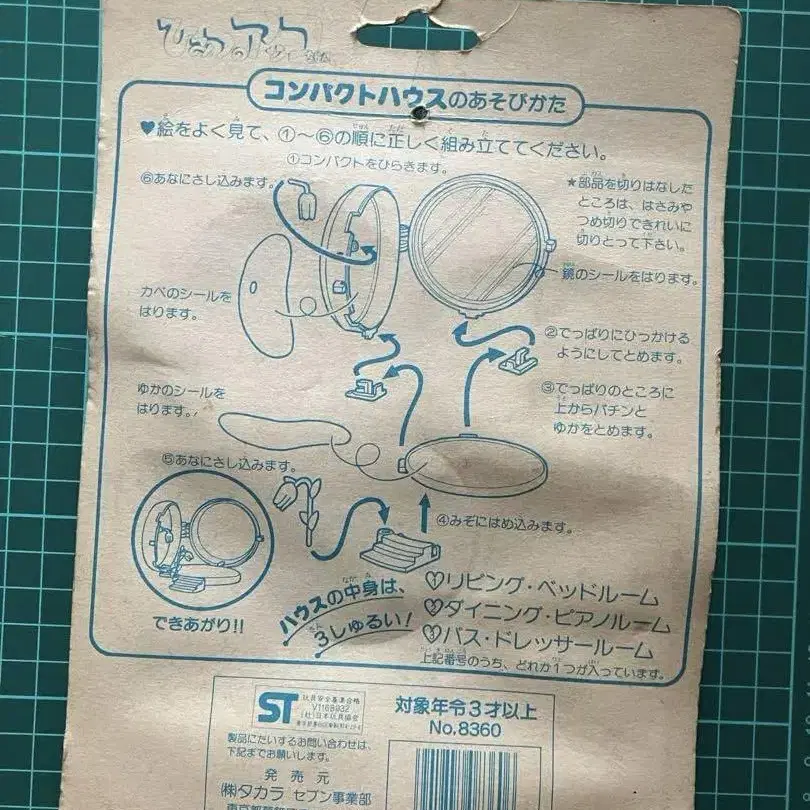 コンパクトハウスのあそびかた
♥絵をよく見て、①〜⑥の順に正しく組み立ててください。
①コンパクトをひらきます。
⑥あなにさし込みます。
★部品を切りはなした
ところは、はさみや
つめ切りできれいに
切りとって下さい。
鏡のシールをはります。
カベのシールを
はります。
②でっぱりにひっかける
ようにしてとめます。
③でっぱりのところに
上からパチンと
ゆかをとめます。
ゆかのシールを
はります。
⑤あなにさし込みます。
④みぞにはめ込みます。
できあがり!!
ハウスの中身は、
3しゅるい!
①リビング・ベッドルーム
②ダイニング・ピアノルーム
③バス・ドレッサールーム
上記番号のうち、どれか1つが入っています。
ST
玩具安全基準合格
(社)日本玩具協会
対象年令3才以上
No.8360
製品にたいするお問い合わせは、
下記までお願いします。
発売元
㈱タカラ セブン事業部